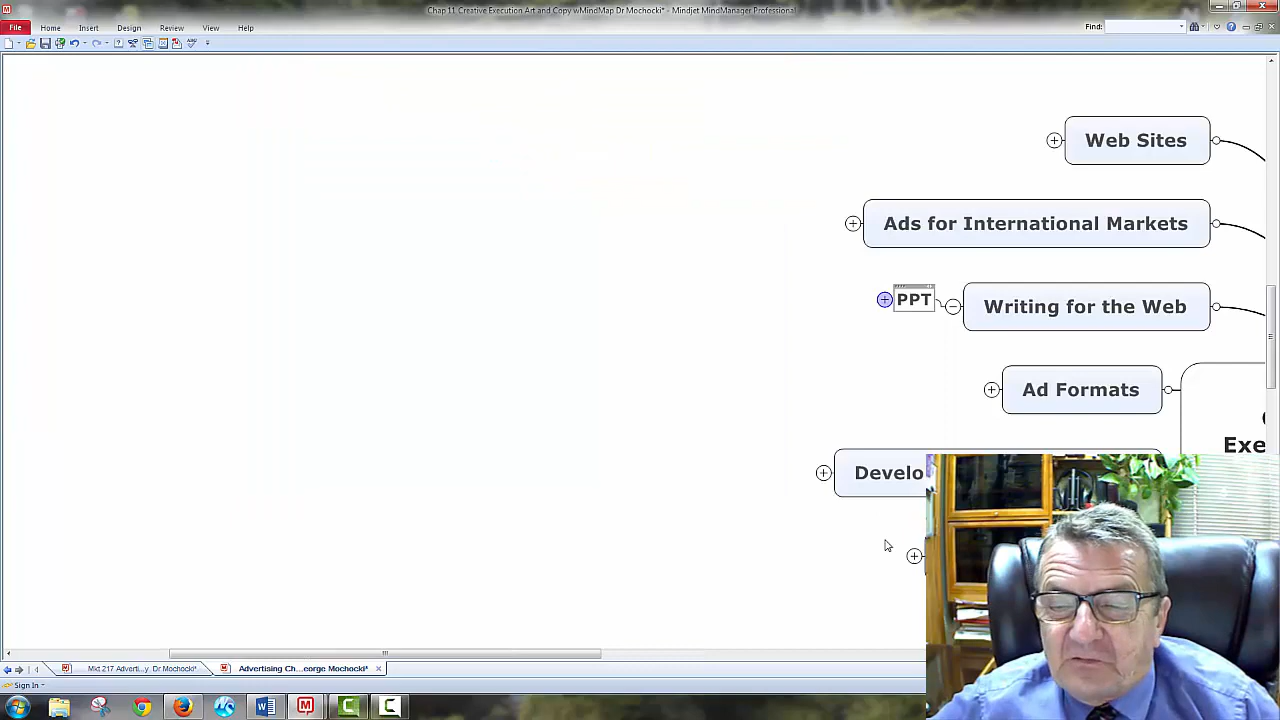 Chap 11 Creative Execution Art and Copy wMindMap Dr Mochocki* - Mindjet MindManager Professional
File Home Insert Design Review View Help
Find:
Web Sites
Ads for International Markets
PPT
Writing for the Web
Ad Formats
Exe
Develo
Mkt 217 Adverti...y. Dr Mochocki*
Advertising Ch...eorge Mochocki*
Sign In